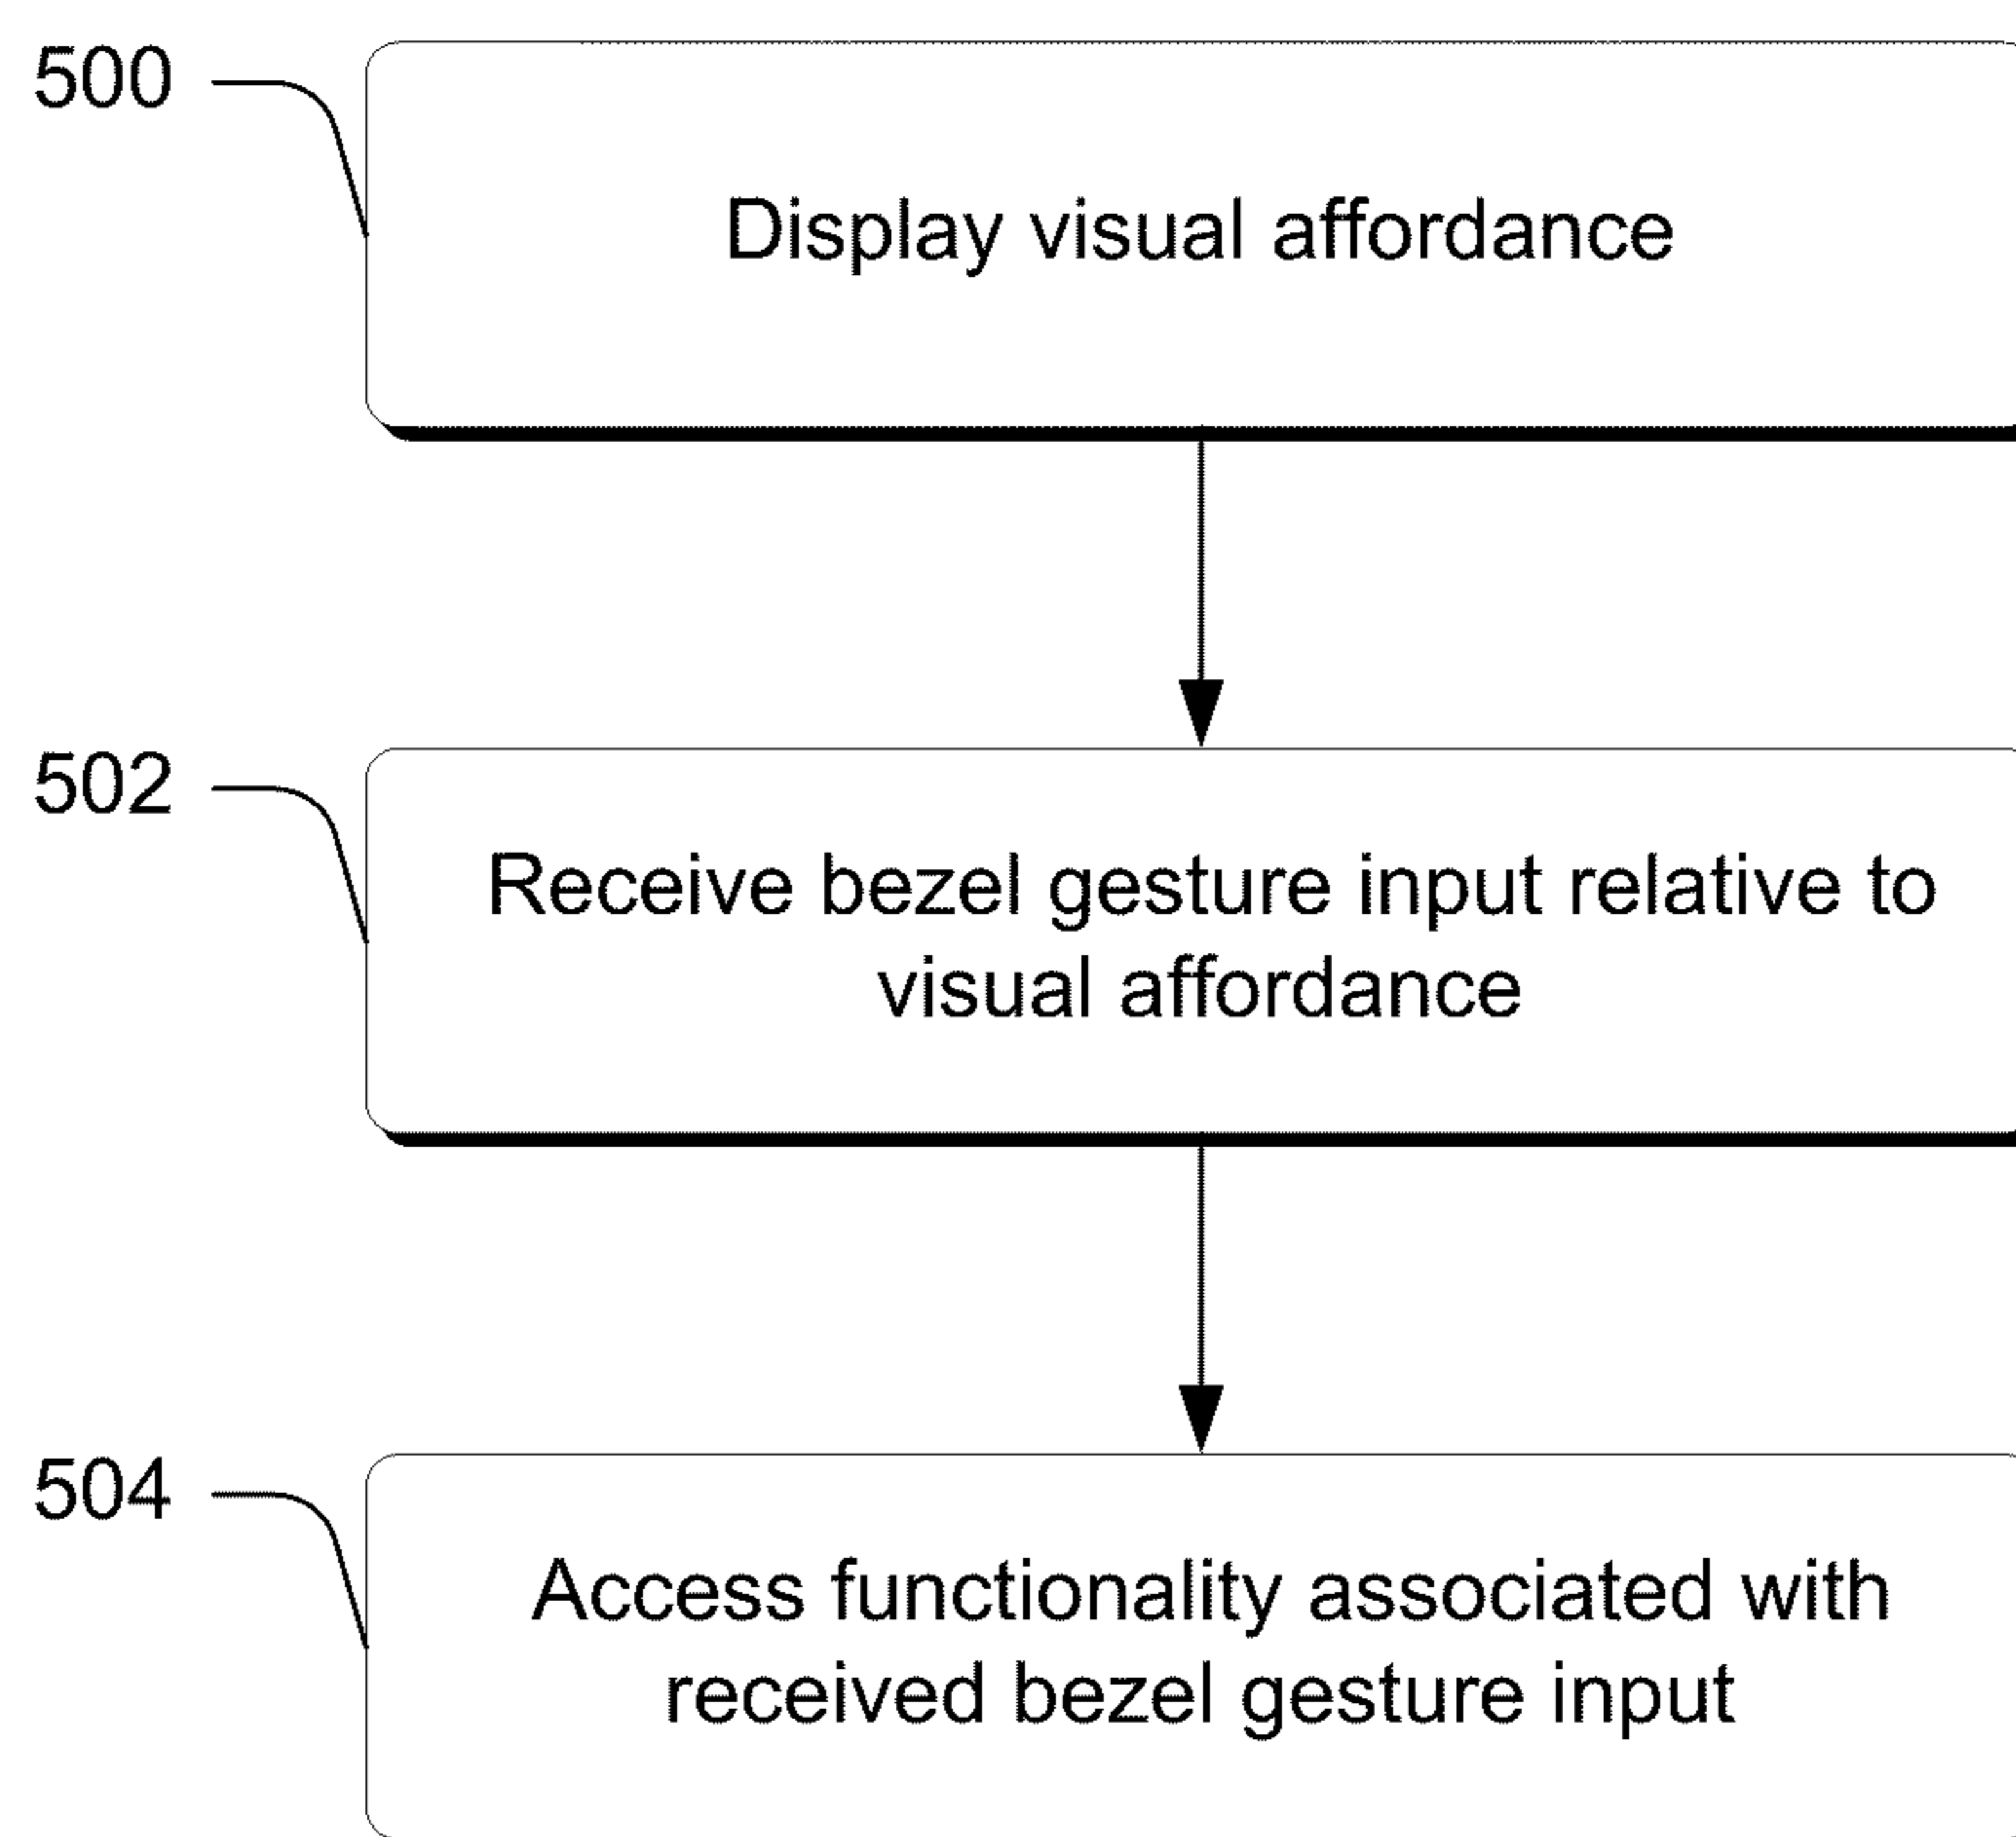 500
Display visual affordance
502
Receive bezel gesture input relative to
visual affordance
504
Access functionality associated with
received bezel gesture input